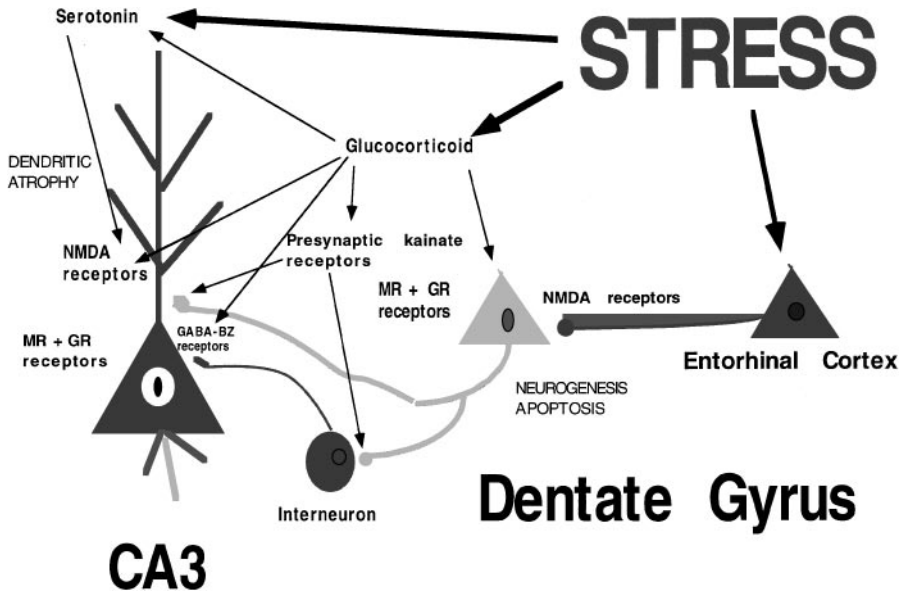 Serotonin
STRESS
Glucocorticoid
DENDRITIC
ATROPHY
NMDA
receptors
Presynaptic kainate
receptors
MR + GR
receptors
NMDA receptors
GABA-BZ
receptors
MR + GR
receptors
Entorhinal Cortex
NEUROGENESIS
APOPTOSIS
Interneuron
Dentate Gyrus
CA3